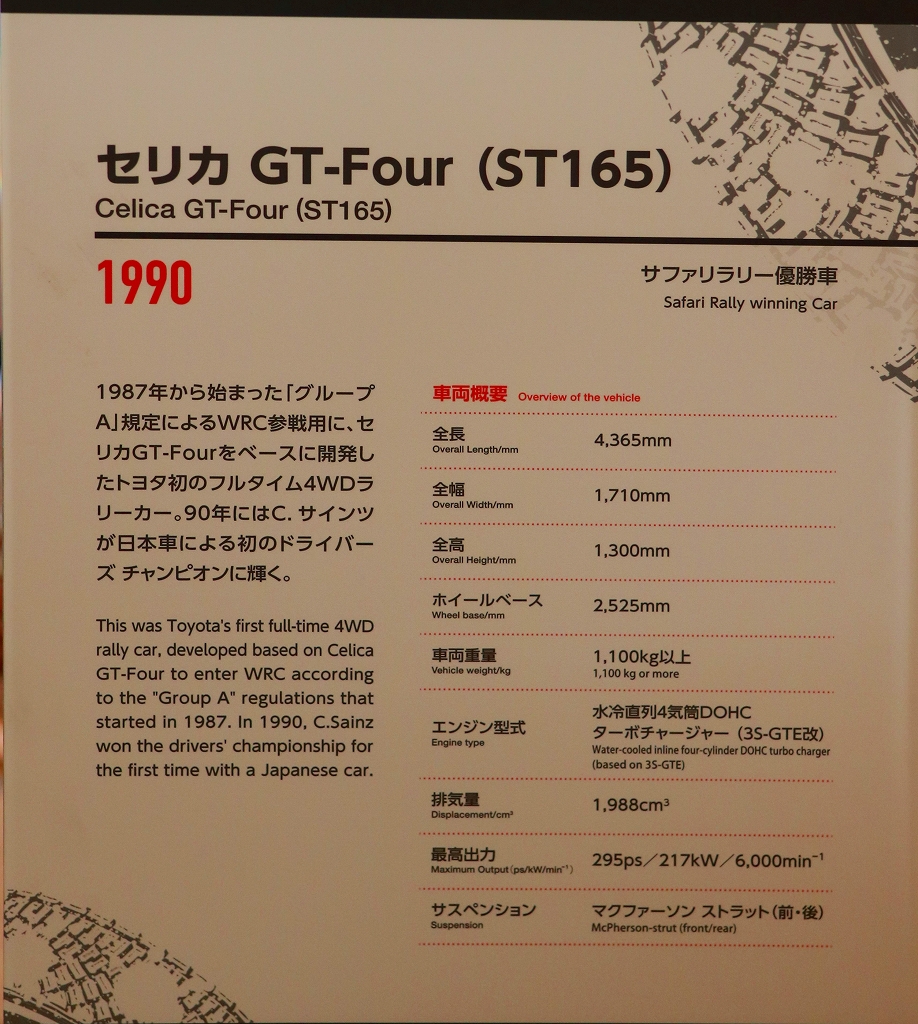 セリカ GT-Four（ST165）
Celica GT-Four (ST165)
1990
サファリラリー優勝車
Safari Rally winning Car
1987年から始まった「グループ
A」規定によるWRC参戦用に、セ
リカGT-Fourをベースに開発し
たトヨタ初のフルタイム4WDラ
リーカー。90年にはC. サインツ
が日本車による初のドライバー
ズ チャンピオンに輝く。
This was Toyota's first full-time 4WD
rally car, developed based on Celica
GT-Four to enter WRC according
to the "Group A" regulations that
started in 1987. In 1990, C.Sainz
won the drivers' championship for
the first time with a Japanese car.
車両概要 Overview of the vehicle
全長 4,365mm
Overall Length/mm
全幅 1,710mm
Overall Width/mm
全高 1,300mm
Overall Height/mm
ホイールベース 2,525mm
Wheel base/mm
車両重量 1,100kg以上
Vehicle weight/kg 1,100 kg or more
水冷直列4気筒DOHC
エンジン型式 ターボチャージャー（3S-GTE改）
Engine type Water-cooled inline four-cylinder DOHC turbo charger
(based on 3S-GTE)
排気量 1,988cm³
Displacement/cm³
最高出力 295ps／217kW／6,000min⁻¹
Maximum Output（ps/kW/min⁻¹）
サスペンション マクファーソン ストラット（前・後）
Suspension McPherson-strut (front/rear)